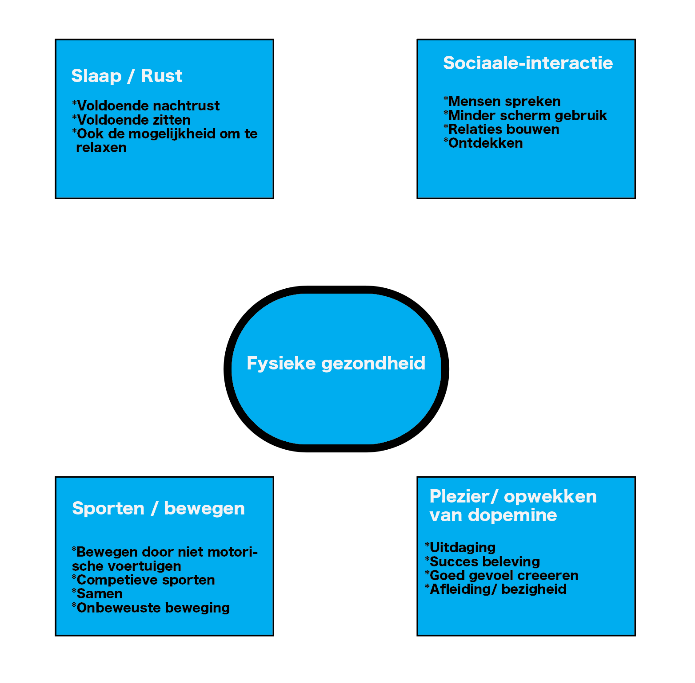 Slaap / Rust
*Voldoende nachtrust
*Voldoende zitten
*Ook de mogelijkheid om te
relaxen
Sociaale-interactie
*Mensen spreken
*Minder scherm gebruik
*Relaties bouwen
*Ontdekken
Fysieke gezondheid
Sporten / bewegen
*Bewegen door niet motori-
sche voertuigen
*Competieve sporten
*Samen
*Onbeweuste beweging
Plezier/ opwekken
van dopemine
*Uitdaging
*Succes beleving
*Goed gevoel creeeren
*Afleiding/ bezigheid